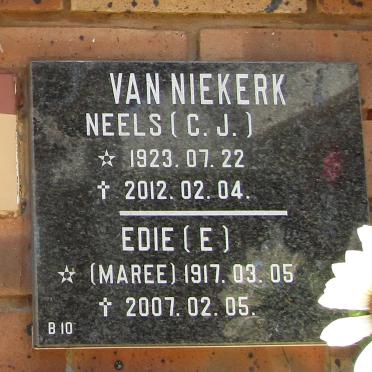 VAN NIEKERK
NEELS (C. J.)
☆ 1923. 07. 22
✝ 2012. 02. 04.
EDIE (E)
☆ (MAREE) 1917. 03. 05
✝ 2007. 02. 05.
B 10